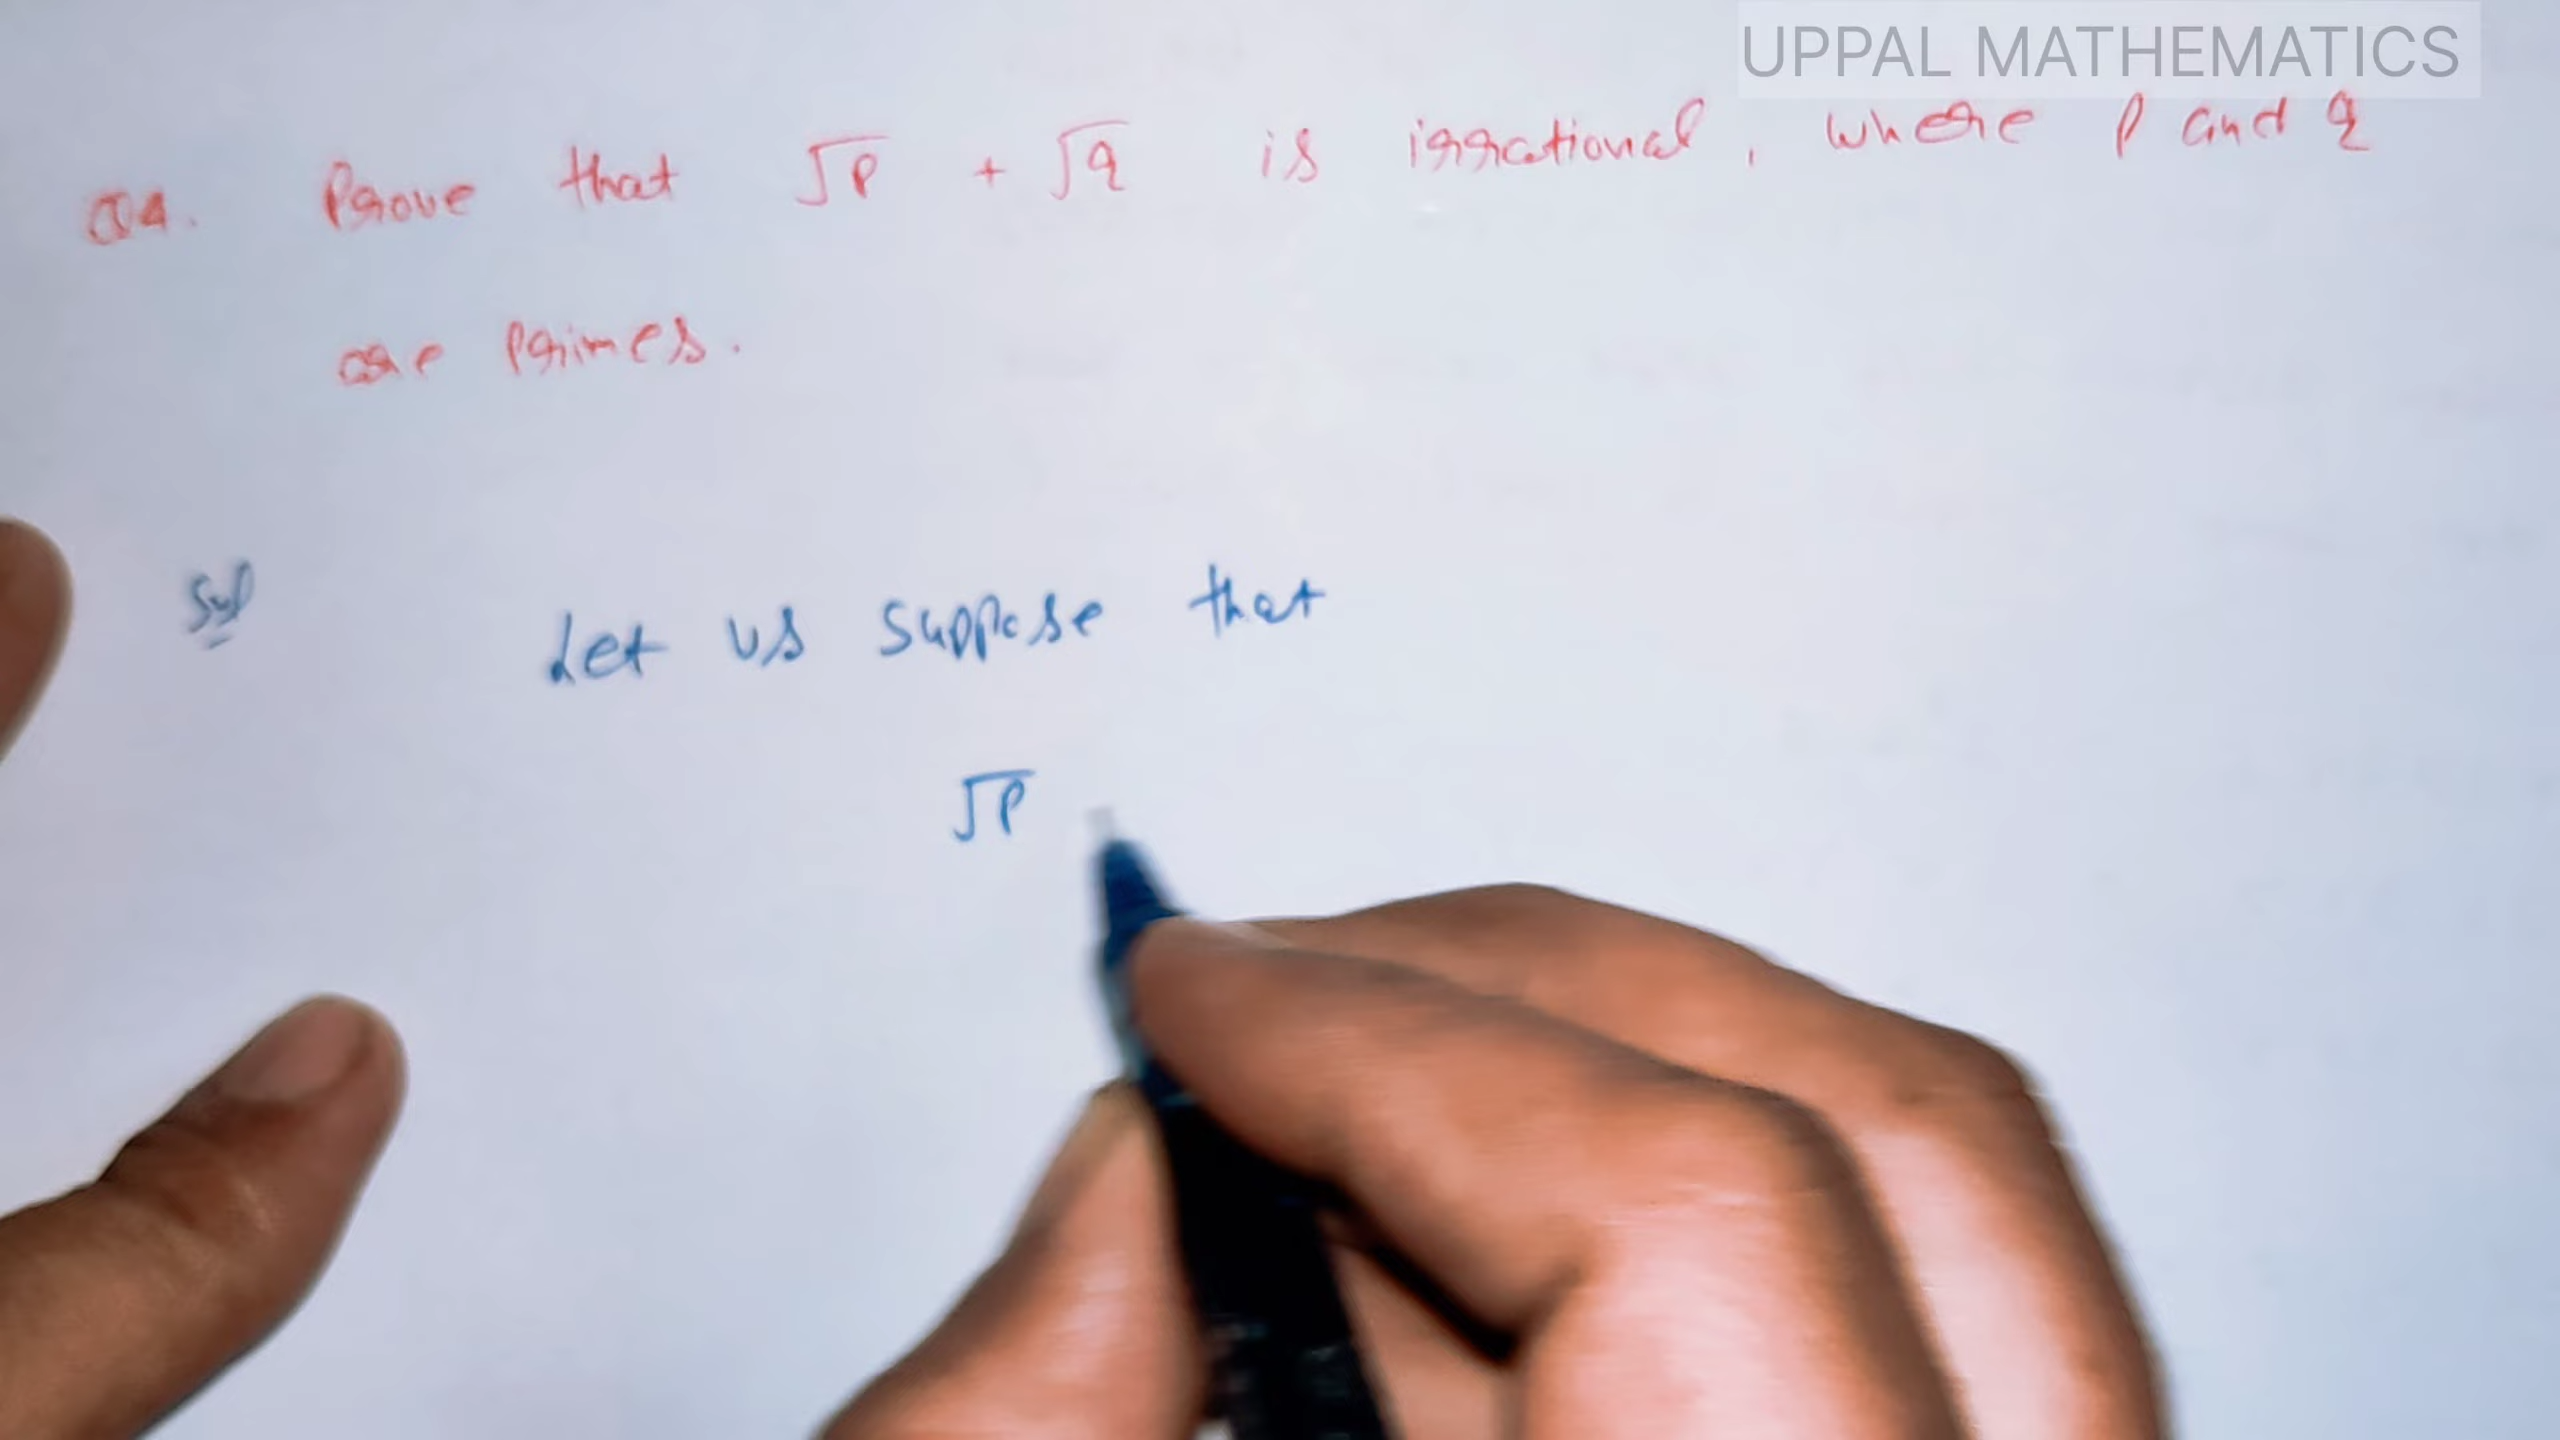 UPPAL MATHEMATICS
Q4. Prove that √p + √q is irrational, where p and q
are primes.
Sol Let us suppose that
√p